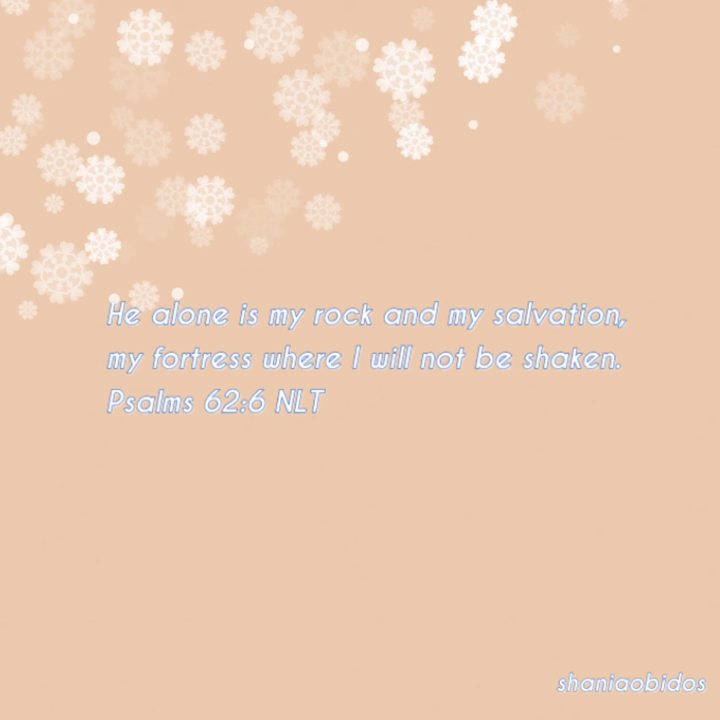 He alone is my rock and my salvation,
my fortress where I will not be shaken.
Psalms 62:6 NLT
shaniaobidos